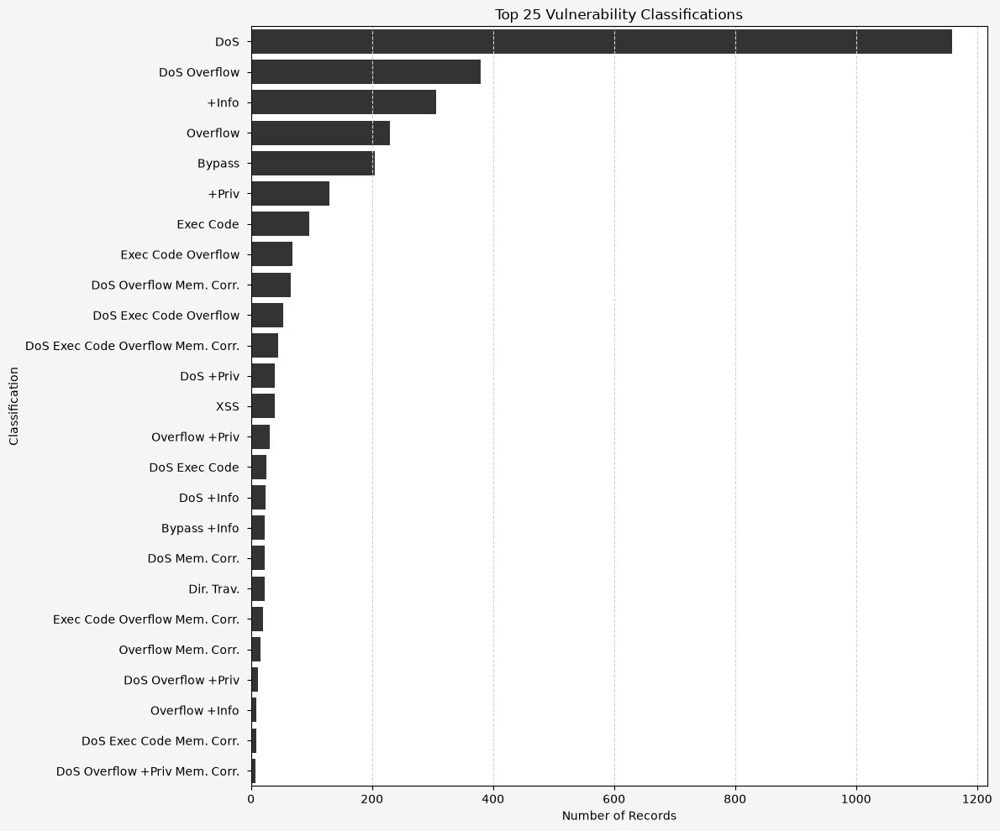 Top 25 Vulnerability Classifications
DoS
DoS Overflow
+Info
Overflow
Bypass
+Priv
Exec Code
Exec Code Overflow
DoS Overflow Mem. Corr.
DoS Exec Code Overflow
DoS Exec Code Overflow Mem. Corr.
DoS +Priv
XSS
Overflow +Priv
DoS Exec Code
DoS +Info
Bypass +Info
DoS Mem. Corr.
Dir. Trav.
Exec Code Overflow Mem. Corr.
Overflow Mem. Corr.
DoS Overflow +Priv
Overflow +Info
DoS Exec Code Mem. Corr.
DoS Overflow +Priv Mem. Corr.
Classification
0 200 400 600 800 1000 1200
Number of Records